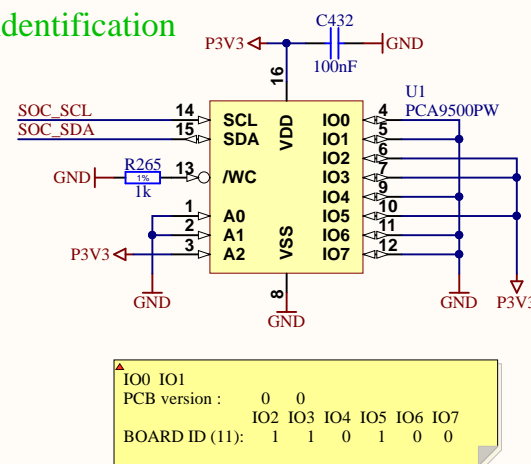 dentification
C432
P3V3
GND
100nF
16
U1
PCA9500PW
SOC_SCL 14 SCL VDD IO0 4
SOC_SDA 15 SDA IO1 5
IO2 6
R265
GND 1% 13 /WC IO3 7
1k
IO4 9
1 A0 IO5 10
2 A1 VSS IO6 11
P3V3 3 A2 IO7 12
8
GND GND GND P3V3
IO0 IO1
PCB version : 0 0
IO2 IO3 IO4 IO5 IO6 IO7
BOARD ID (11): 1 1 0 1 0 0